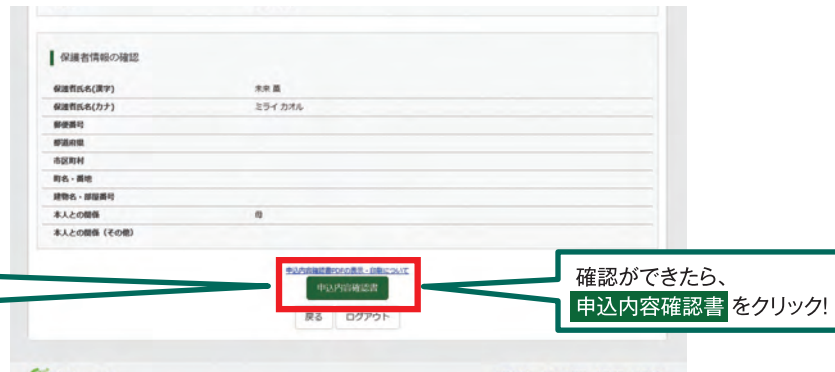 保護者情報の確認
保護者氏名(漢字) 未来 薫
保護者氏名(カナ) ミライ カオル
郵便番号
都道府県
市区町村
町名・番地
建物名・部屋番号
本人との関係 母
本人との関係(その他)
申込内容確認書PDFの表示・印刷について
申込内容確認書
戻る ログアウト
確認ができたら、
申込内容確認書 をクリック!